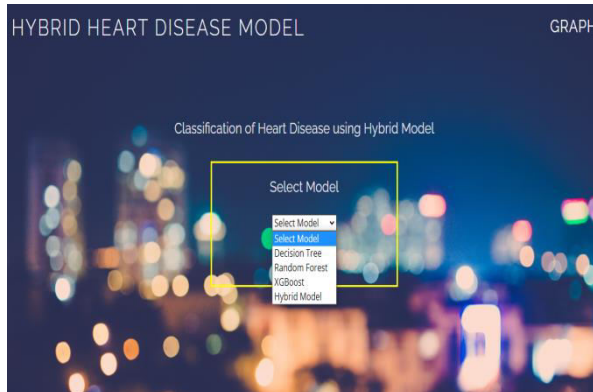 HYBRID HEART DISEASE MODEL
GRAPH
Classification of Heart Disease using Hybrid Model
Select Model
Select Model
Select Model
Decision Tree
Random Forest
XGBoost
Hybrid Model